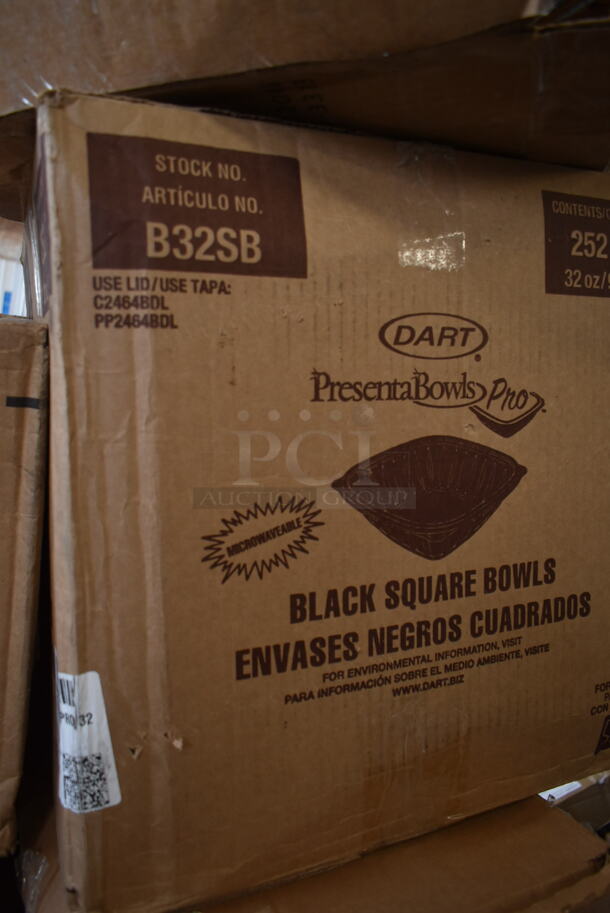 STOCK NO.
ARTÍCULO NO.
B32SB
USE LID/USE TAPA:
C2464BDL
PP2464BDL
CONTENTS/
252
32 oz/
DART
PresentaBowls Pro
PCI
AUCTION GROUP
MICROWAVEABLE
BLACK SQUARE BOWLS
ENVASES NEGROS CUADRADOS
FOR ENVIRONMENTAL INFORMATION, VISIT
PARA INFORMACIÓN SOBRE EL MEDIO AMBIENTE, VISITE
WWW.DART.BIZ
CON
32